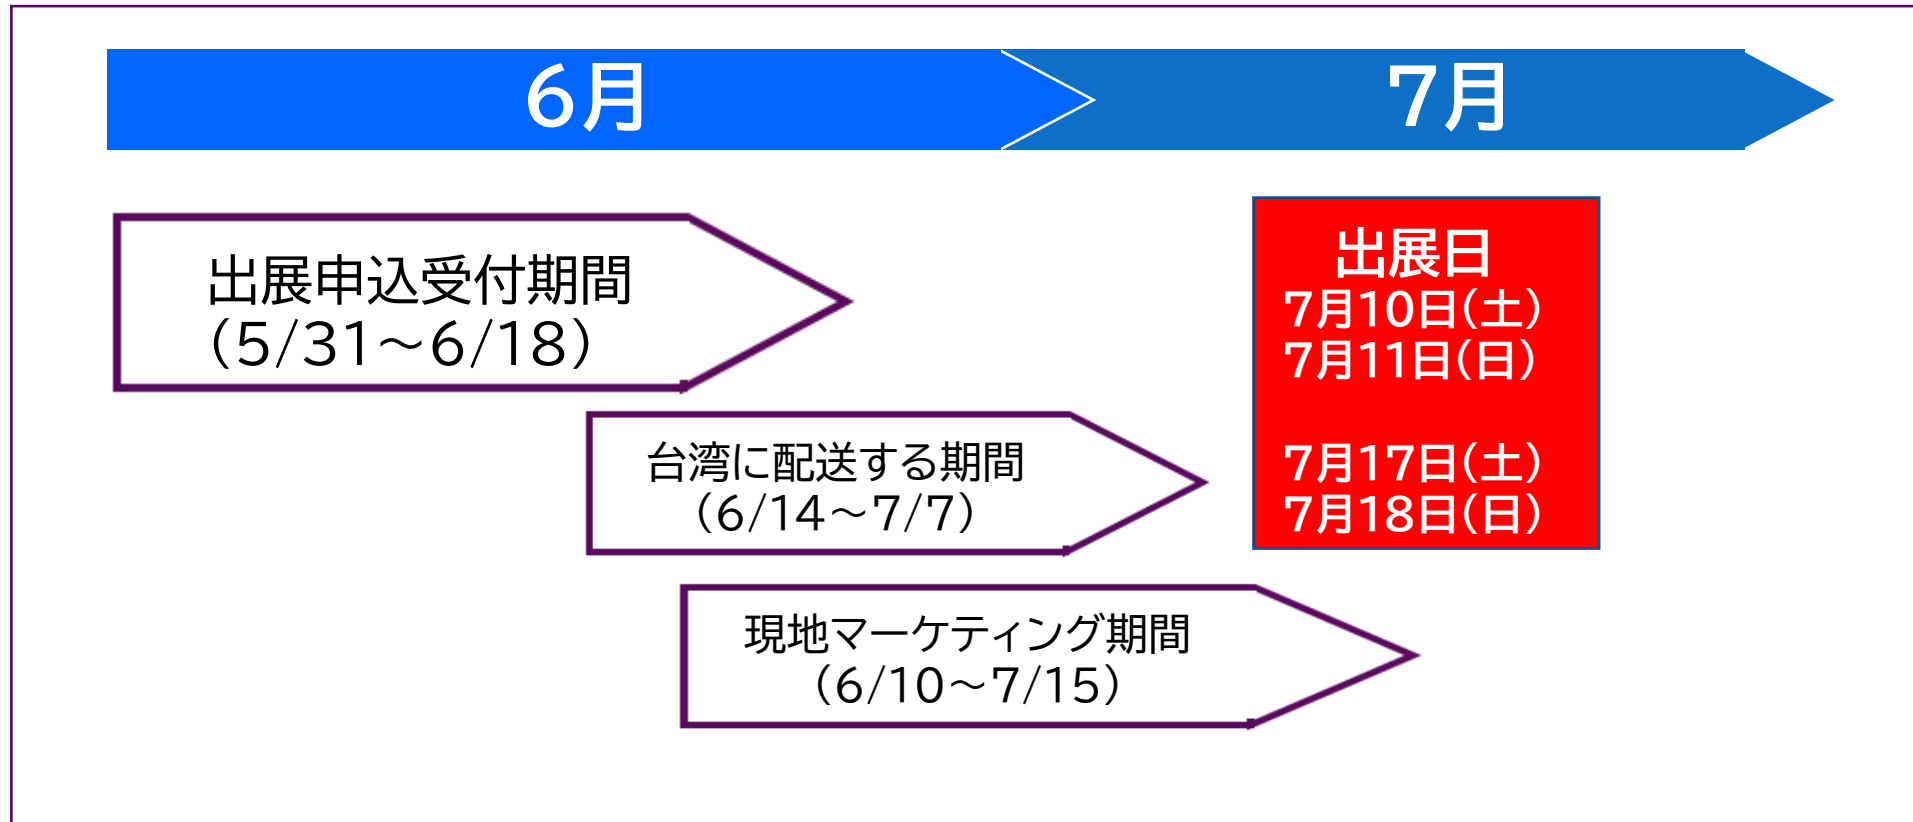 6月
7月
出展申込受付期間
（5/31～6/18）
出展日
7月10日(土)
7月11日(日)
7月17日(土)
7月18日(日)
台湾に配送する期間
（6/14～7/7）
現地マーケティング期間
（6/10～7/15）